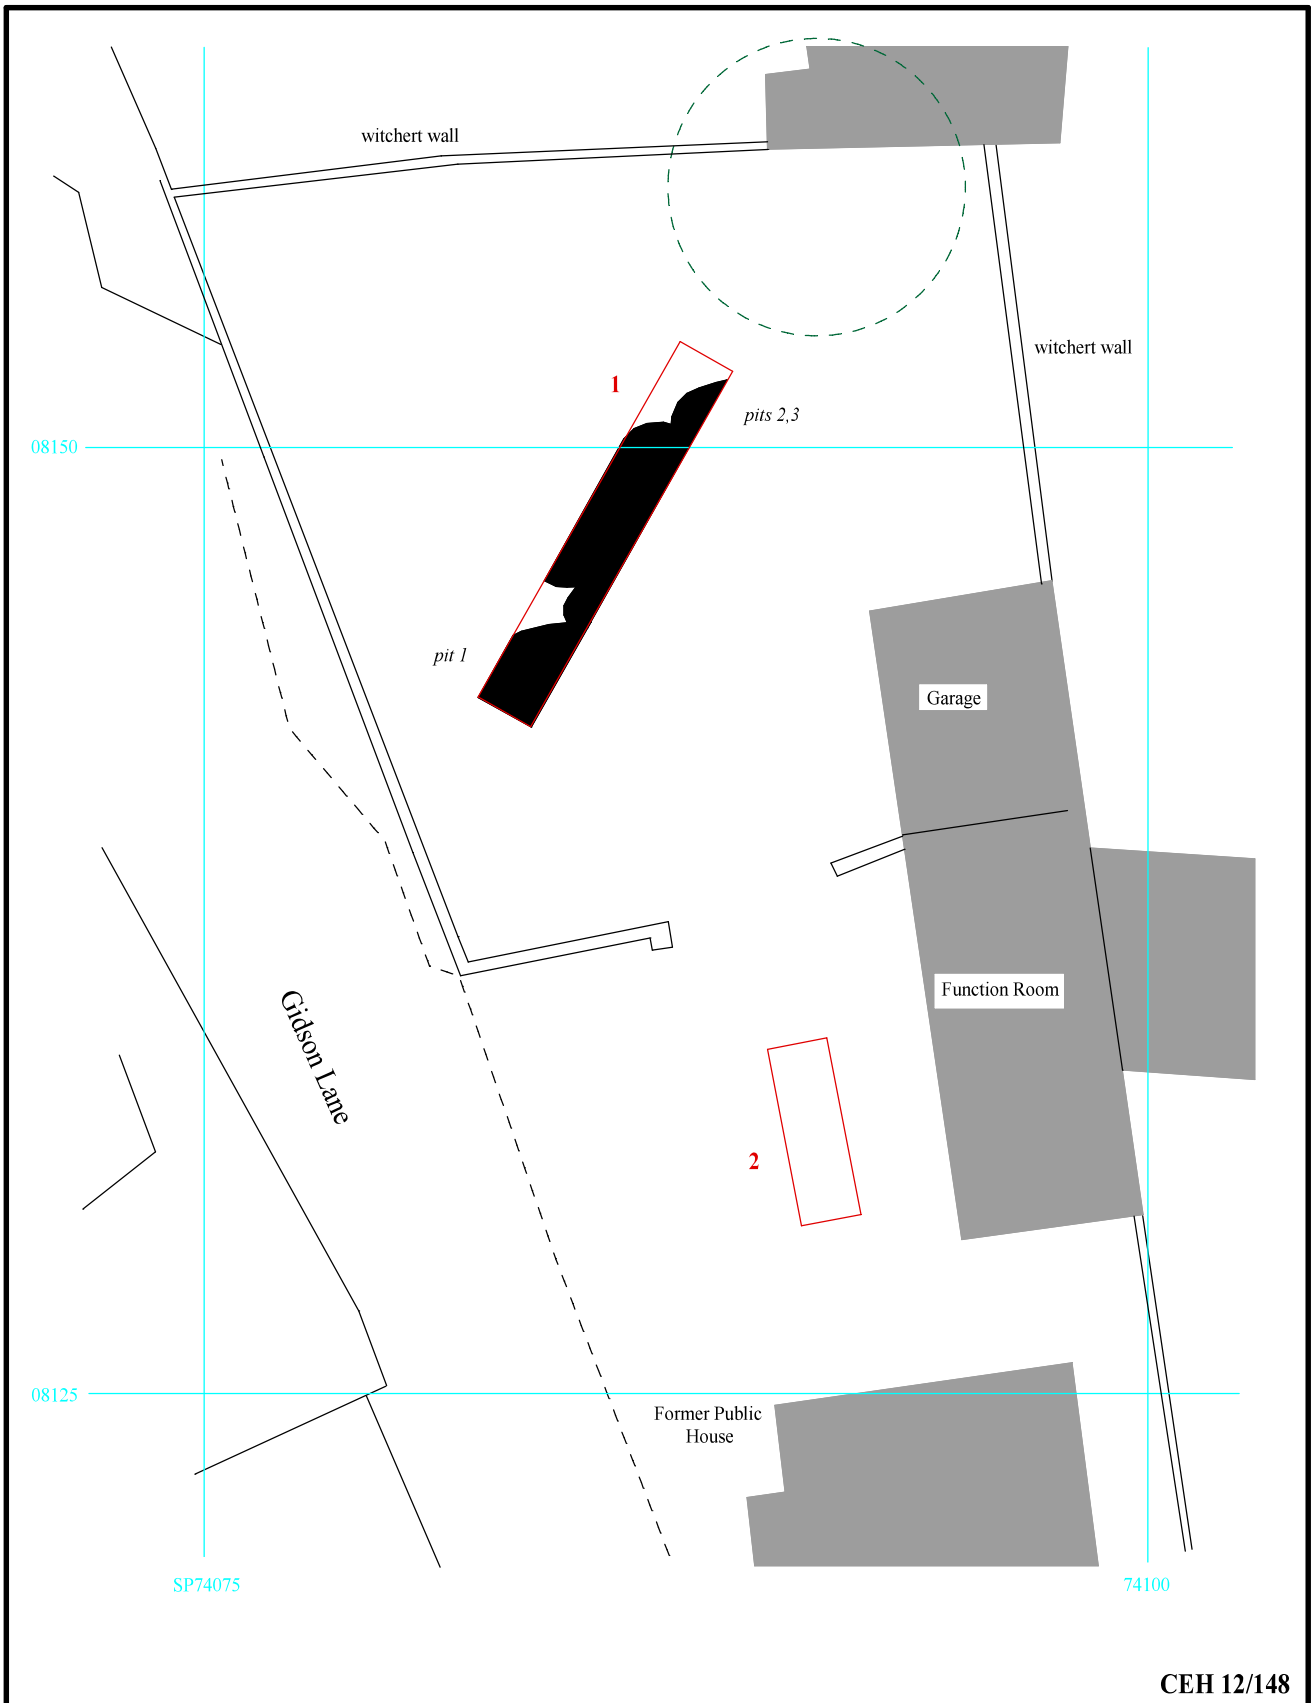 witchert wall
witchert wall
1
pits 2,3
08150
pit 1
Garage
Function Room
Gidson Lane
2
08125
Former Public
House
SP74075
74100
CEH 12/148